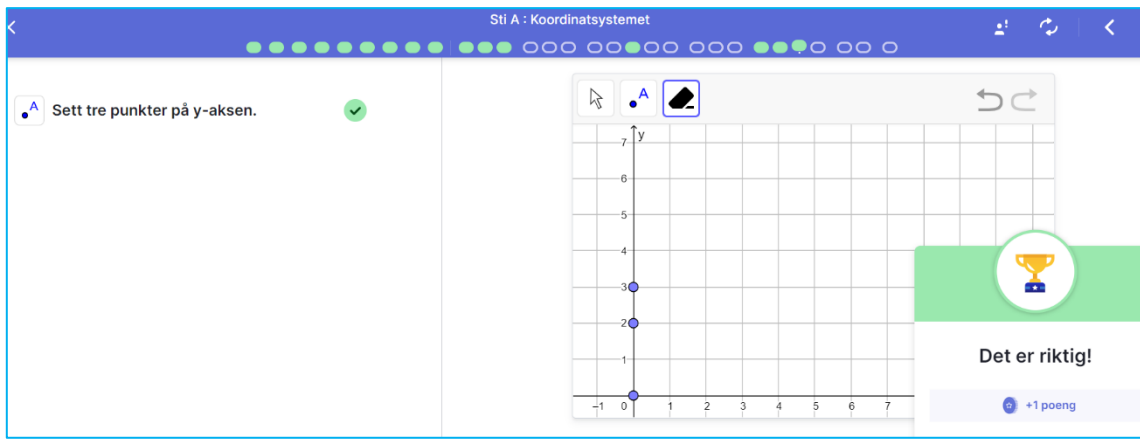 Sti A : Koordinatsystemet
A
Sett tre punkter på y-aksen.
A
y
7
6
5
4
3
2
1
–1 0 1 2 3 4 5 6 7
Det er riktig!
+1 poeng